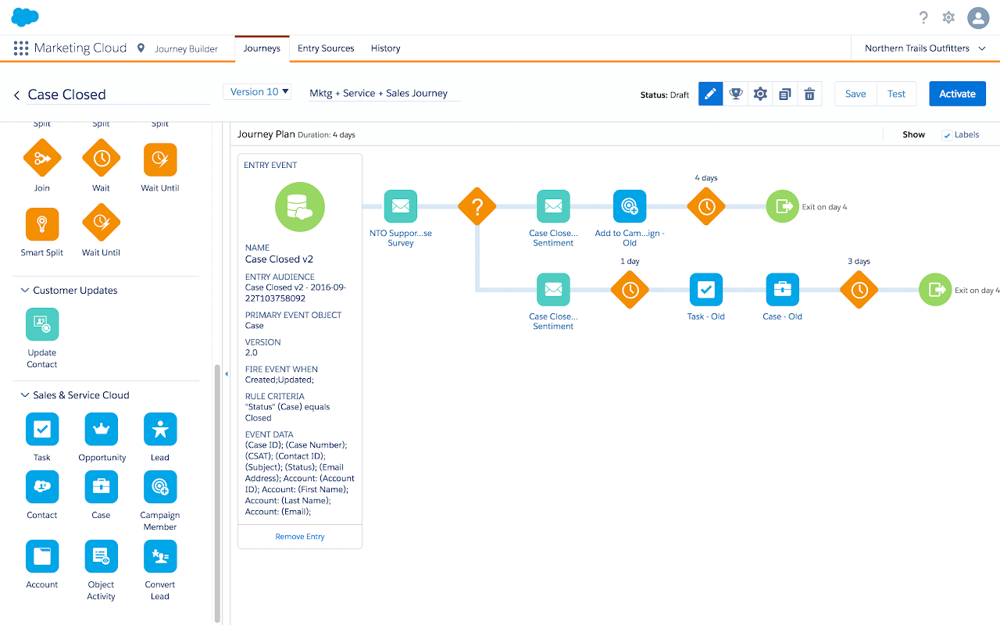 Marketing Cloud
Journey Builder
Journeys
Entry Sources
History
Northern Trails Outfitters
Case Closed
Version 10
Mktg + Service + Sales Journey
Status: Draft
Save
Test
Activate
Split
Split
Split
Join
Wait
Wait Until
Smart Split
Wait Until
Customer Updates
Update
Contact
Sales & Service Cloud
Task
Opportunity
Lead
Contact
Case
Campaign
Member
Account
Object
Activity
Convert
Lead
Journey Plan Duration: 4 days
Show
Labels
ENTRY EVENT
NAME
Case Closed v2
ENTRY AUDIENCE
Case Closed v2 - 2016-09-
22T103758092
PRIMARY EVENT OBJECT
Case
VERSION
2.0
FIRE EVENT WHEN
Created;Updated;
RULE CRITERIA
"Status" (Case) equals
Closed
EVENT DATA
(Case ID); (Case Number);
(CSAT); (Contact ID);
(Subject); (Status); (Email
Address); Account: (Account
ID); Account: (First Name);
Account: (Last Name);
Account: (Email);
Remove Entry
NTO Suppor...se
Survey
?
Case Close...
Sentiment
Add to Cam...ign -
Old
4 days
Exit on day 4
Case Close...
Sentiment
1 day
Task - Old
Case - Old
3 days
Exit on day 4